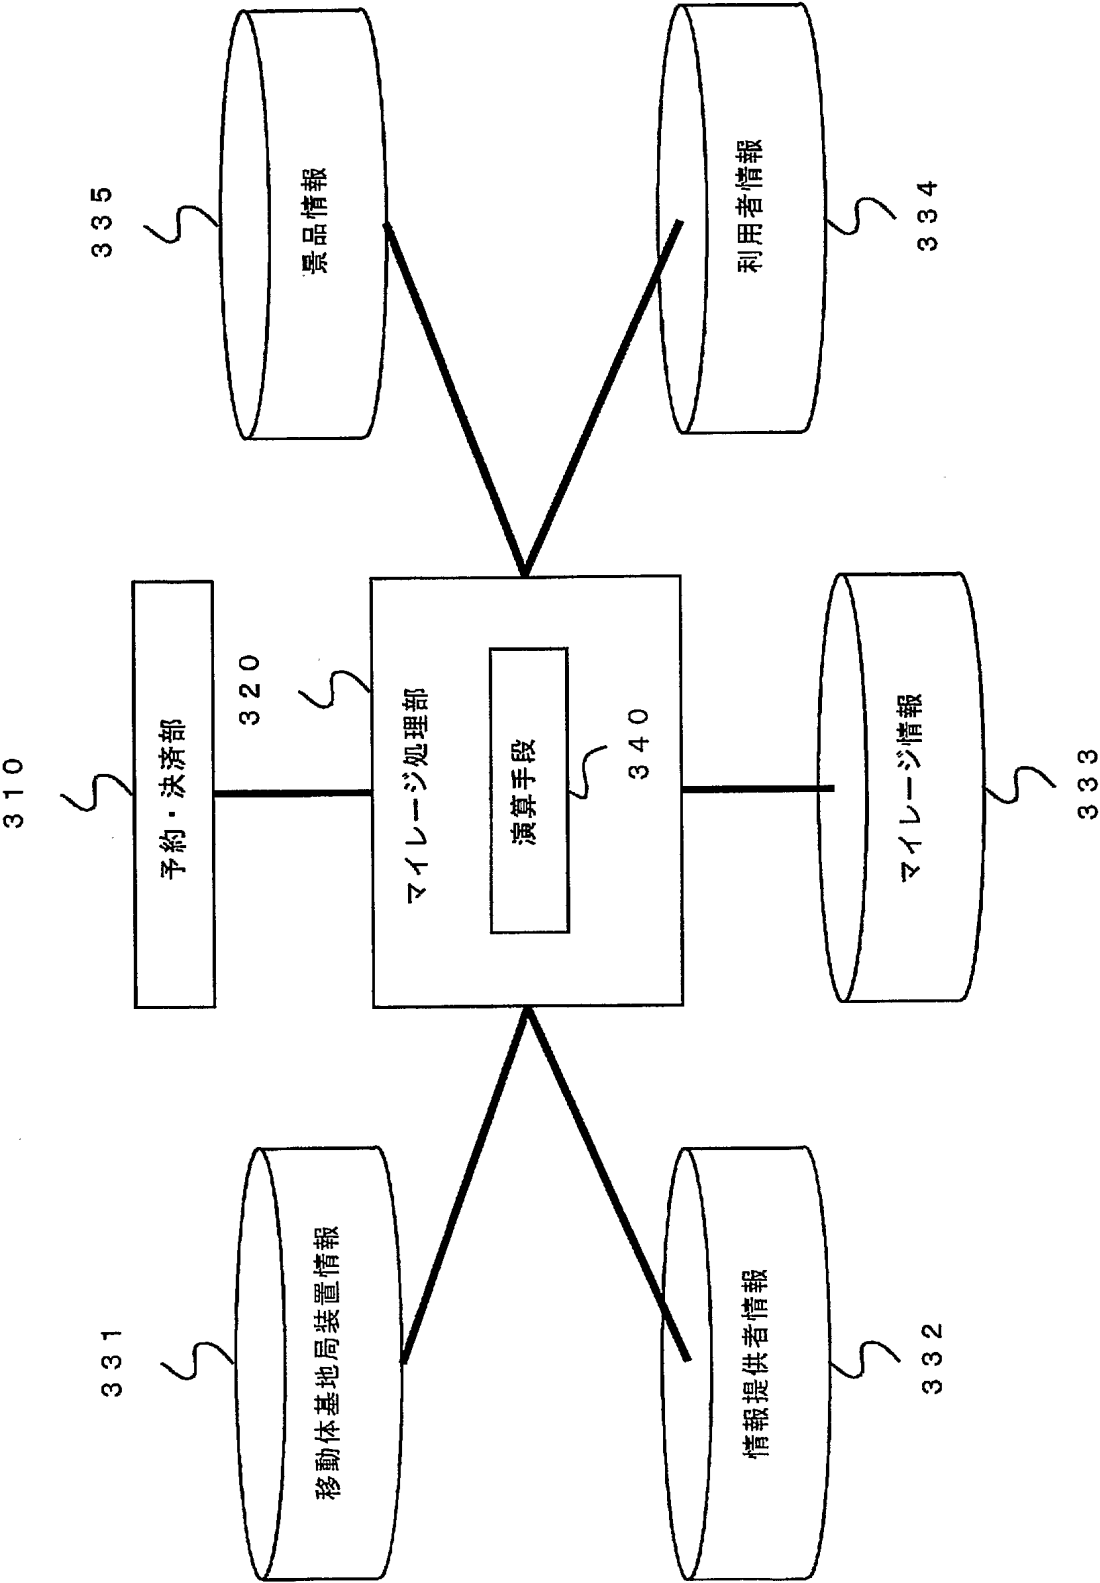 310
予約・決済部
331
移動体基地局装置情報
320
マイレージ処理部
演算手段
340
335
景品情報
332
情報提供者情報
333
マイレージ情報
334
利用者情報